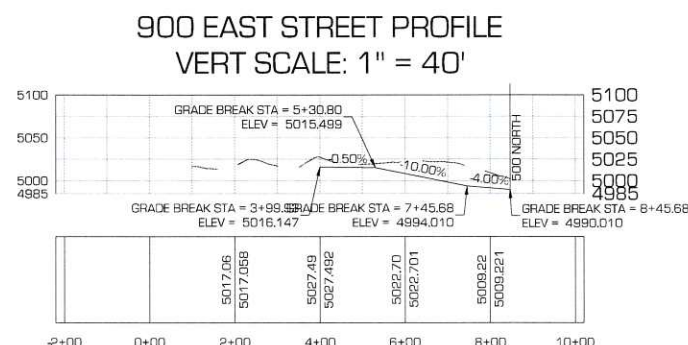 900 EAST STREET PROFILE
VERT SCALE: 1" = 40'
5100
5050
5000
4985
5100
5075
5050
5025
5000
4985
GRADE BREAK STA = 5+30.80
ELEV = 5015.499
500 NORTH
-0.50%
-10.00%
-4.00%
GRADE BREAK STA = 3+99.93
ELEV = 5016.147
GRADE BREAK STA = 7+45.68
ELEV = 4994.010
GRADE BREAK STA = 8+45.68
ELEV = 4990.010
5017.06
5017.058
5027.49
5027.492
5022.70
5022.701
5009.22
5009.221
-2+00
0+00
2+00
4+00
6+00
8+00
10+00